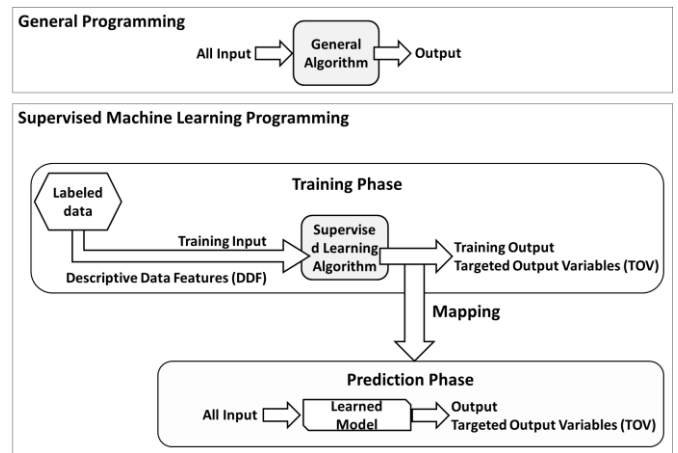 General Programming
All Input
General
Algorithm
Output
Supervised Machine Learning Programming
Training Phase
Labeled
data
Training Input
Descriptive Data Features (DDF)
Supervise
d Learning
Algorithm
Training Output
Targeted Output Variables (TOV)
Mapping
Prediction Phase
All Input
Learned
Model
Output
Targeted Output Variables (TOV)